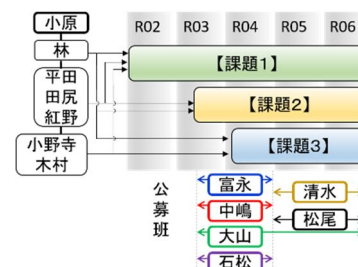 小原
R02 R03 R04 R05 R06
林
【課題1】
平田
田尻
紅野
【課題2】
小野寺
木村
【課題3】
公募班
富永
清水
中嶋
松尾
大山
石松